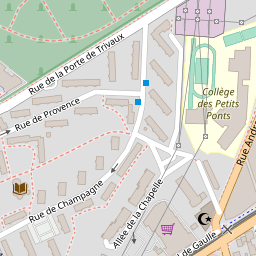 Rue de la Porte de Trivaux
Rue de Provence
Collège
des Petits
Ponts
Rue de Champagne
Allée de la Chapelle
Rue André
de Gaulle